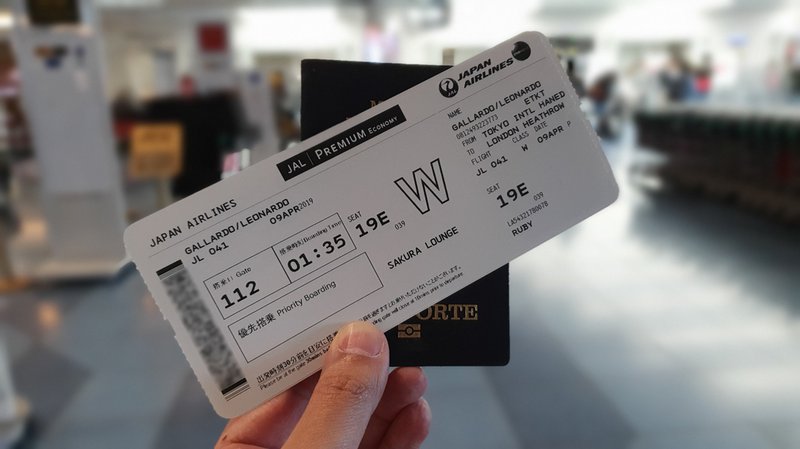 JAPAN AIRLINES
JAL PREMIUM ECONOMY
GALLARDO/LEONARDO
JL 041 09APR2019
搭乗口 Gate
112
搭乗時刻 Boarding Time
01:35
SEAT
19E
039
W
優先搭乗 Priority Boarding
SAKURA LOUNGE
JAPAN
AIRLINES
NAME
GALLARDO/LEONARDO
ETKT
FROM TOKYO INTL HANED
TO LONDON HEATHROW
FLIGHT CLASS DATE
JL 041 W 09APR P
SEAT
19E
039
RUBY
ORTE